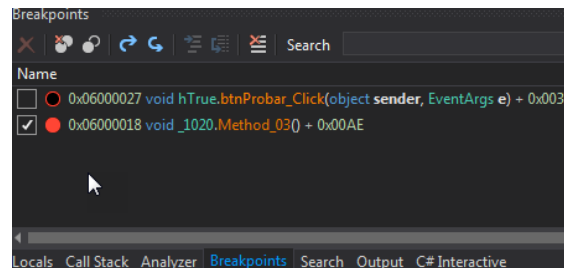 Breakpoints
Search
Name
0x06000027 void hTrue.btnProbar_Click(object sender, EventArgs e) + 0x003
0x06000018 void _1020.Method_03() + 0x00AE
Locals Call Stack Analyzer Breakpoints Search Output C# Interactive